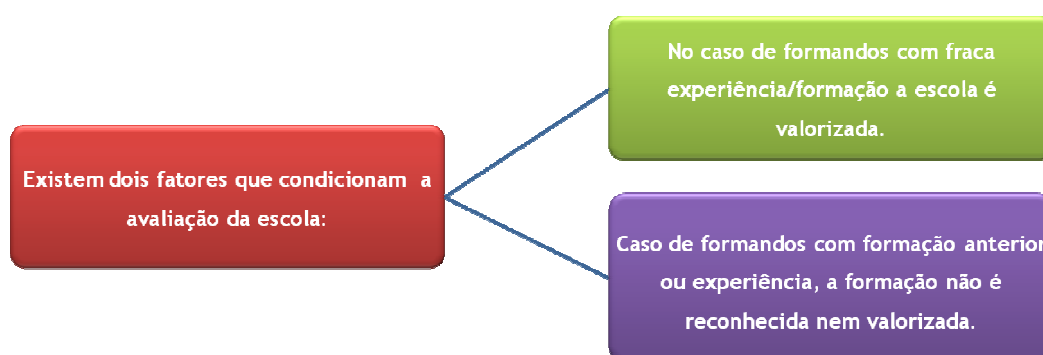 Existem dois fatores que condicionam a
avaliação da escola:
No caso de formandos com fraca
experiência/formação a escola é
valorizada.
Caso de formandos com formação anterior
ou experiência, a formação não é
reconhecida nem valorizada.